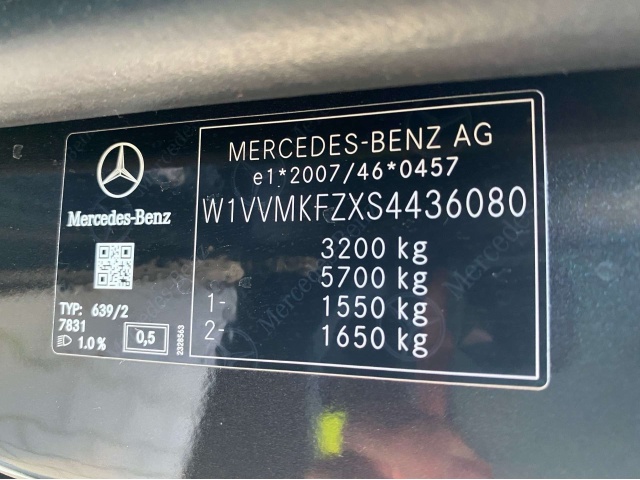 MERCEDES-BENZ AG
e1*2007/46*0457
W1VVMKFZXS4436080
3200 kg
5700 kg
1- 1550 kg
2- 1650 kg
Mercedes-Benz
TYP: 639/2
7831
1.0 % 0,5
2328563